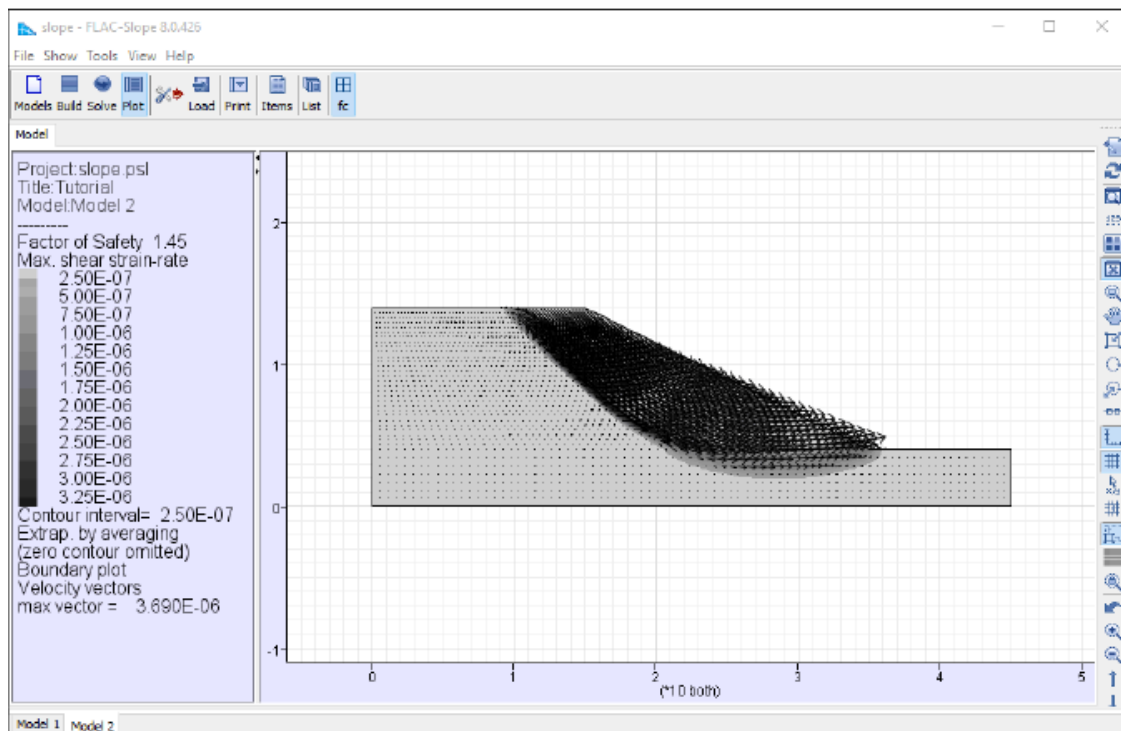 slope - FLAC-Slope 8.0.426
File Show Tools View Help
Models Build Solve Plot Load Print Items List fc
Model
Project:slope.psl
Title:Tutorial
Model:Model 2
----------
Factor of Safety 1.45
Max. shear strain-rate
2.50E-07
5.00E-07
7.50E-07
1.00E-06
1.25E-06
1.50E-06
1.75E-06
2.00E-06
2.25E-06
2.50E-06
2.75E-06
3.00E-06
3.25E-06
Contour interval= 2.50E-07
Extrap. by averaging
(zero contour omitted)
Boundary plot
Velocity vectors
max vector = 3.690E-06
2
1
0
-1
0 1 2 3 4 5
(*10 both)
Model 1 Model 2